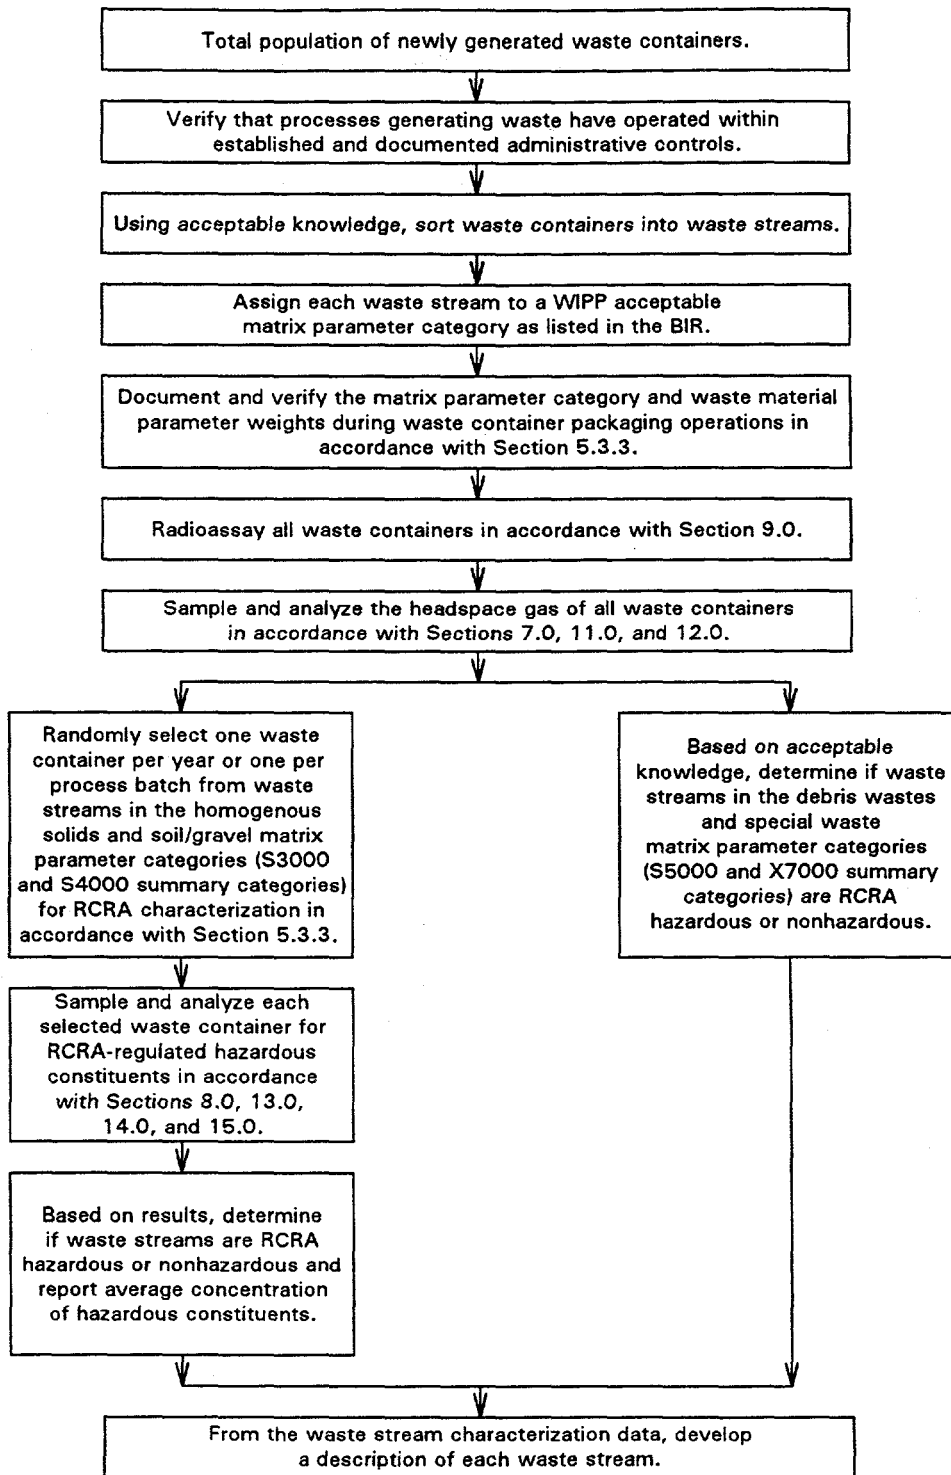 Total population of newly generated waste containers.
Verify that processes generating waste have operated within
established and documented administrative controls.
Using acceptable knowledge, sort waste containers into waste streams.
Assign each waste stream to a WIPP acceptable
matrix parameter category as listed in the BIR.
Document and verify the matrix parameter category and waste material
parameter weights during waste container packaging operations in
accordance with Section 5.3.3.
Radioassay all waste containers in accordance with Section 9.0.
Sample and analyze the headspace gas of all waste containers
in accordance with Sections 7.0, 11.0, and 12.0.
Randomly select one waste
container per year or one per
process batch from waste
streams in the homogenous
solids and soil/gravel matrix
parameter categories (S3000
and S4000 summary categories)
for RCRA characterization in
accordance with Section 5.3.3.
Based on acceptable
knowledge, determine if waste
streams in the debris wastes
and special waste
matrix parameter categories
(S5000 and X7000 summary
categories) are RCRA
hazardous or nonhazardous.
Sample and analyze each
selected waste container for
RCRA-regulated hazardous
constituents in accordance
with Sections 8.0, 13.0,
14.0, and 15.0.
Based on results, determine
if waste streams are RCRA
hazardous or nonhazardous and
report average concentration
of hazardous constituents.
From the waste stream characterization data, develop
a description of each waste stream.